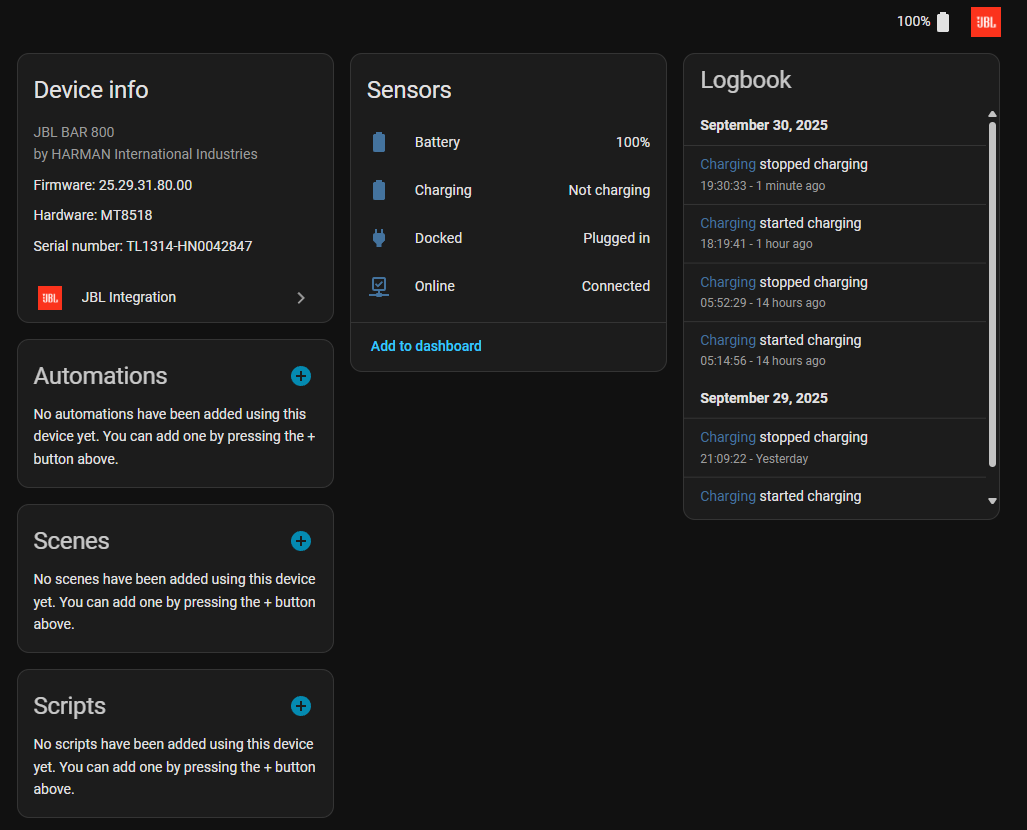 100%
JBL
Device info
JBL BAR 800
by HARMAN International Industries
Firmware: 25.29.31.80.00
Hardware: MT8518
Serial number: TL1314-HN0042847
JBL
JBL Integration
Automations
No automations have been added using this
device yet. You can add one by pressing the +
button above.
Scenes
No scenes have been added using this device
yet. You can add one by pressing the + button
above.
Scripts
No scripts have been added using this device
yet. You can add one by pressing the + button
above.
Sensors
Battery 100%
Charging Not charging
Docked Plugged in
Online Connected
Add to dashboard
Logbook
September 30, 2025
Charging stopped charging
19:30:33 - 1 minute ago
Charging started charging
18:19:41 - 1 hour ago
Charging stopped charging
05:52:29 - 14 hours ago
Charging started charging
05:14:56 - 14 hours ago
September 29, 2025
Charging stopped charging
21:09:22 - Yesterday
Charging started charging